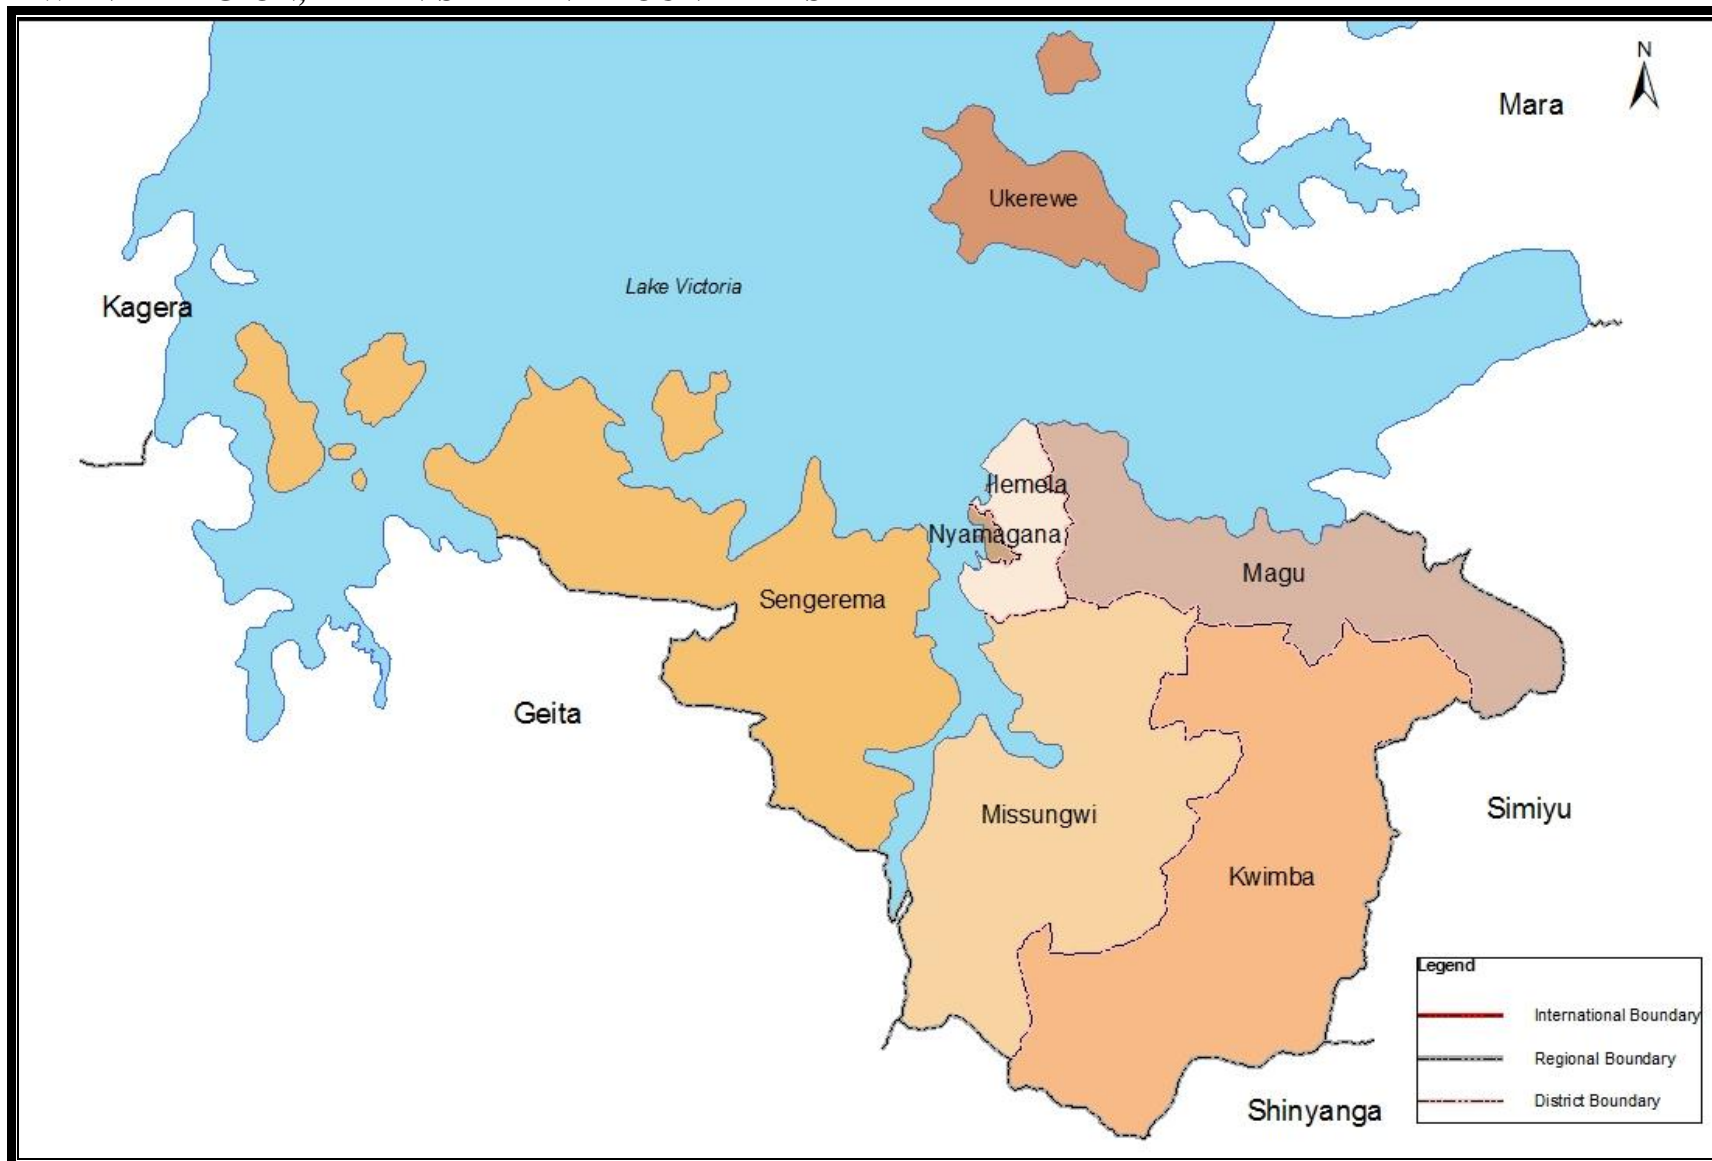 N
Mara
Ukerewe
Lake Victoria
Kagera
Ilemela
Nyamagana
Magu
Sengerema
Geita
Missungwi
Simiyu
Kwimba
Legend
International Boundary
Regional Boundary
District Boundary
Shinyanga